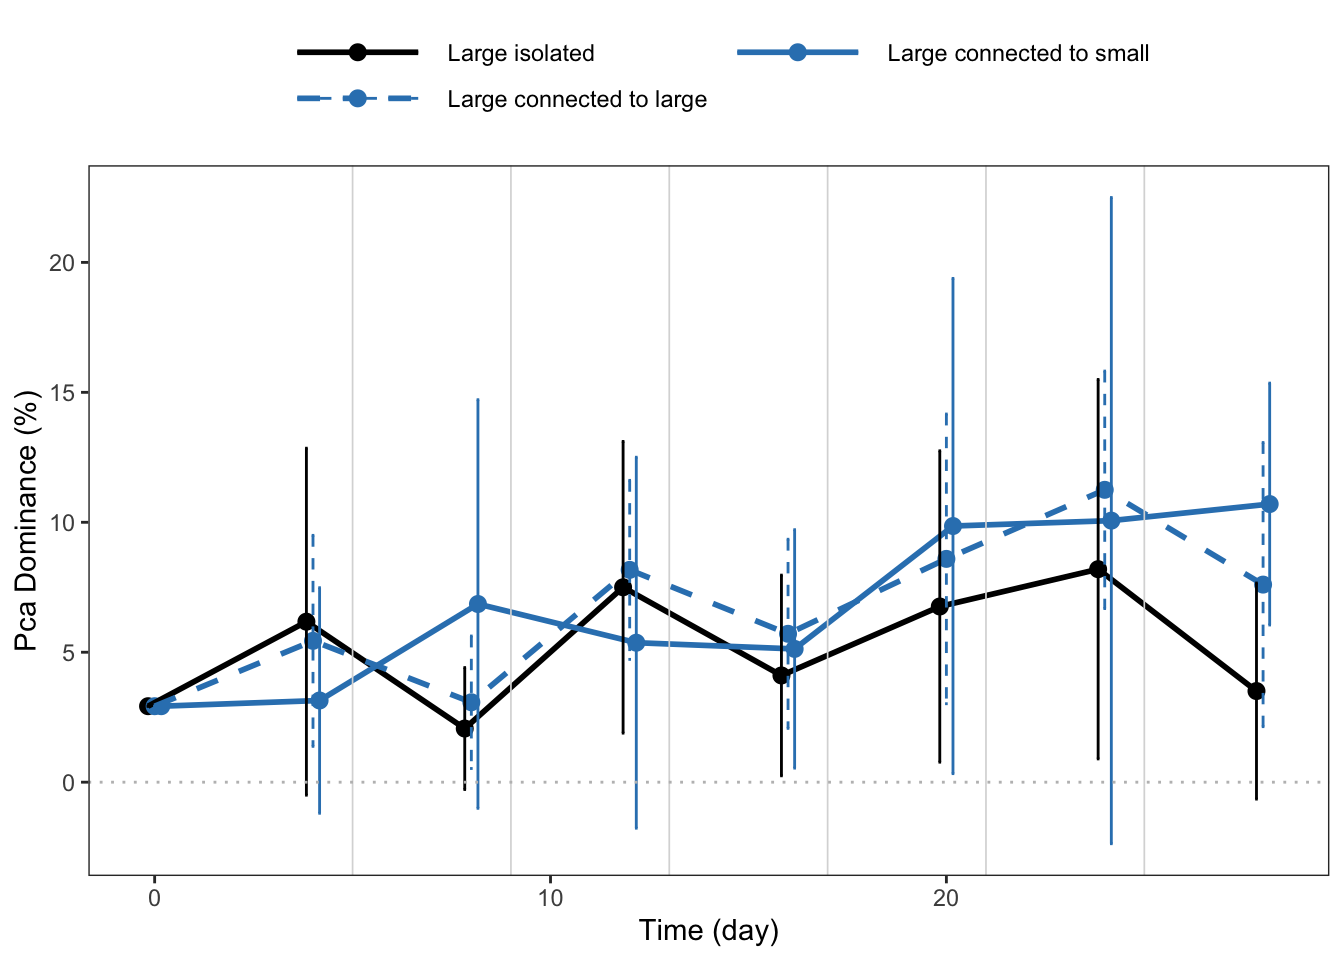 Large isolated
Large connected to small
Large connected to large
Pca Dominance (%)
20
15
10
5
0
0
10
20
Time (day)